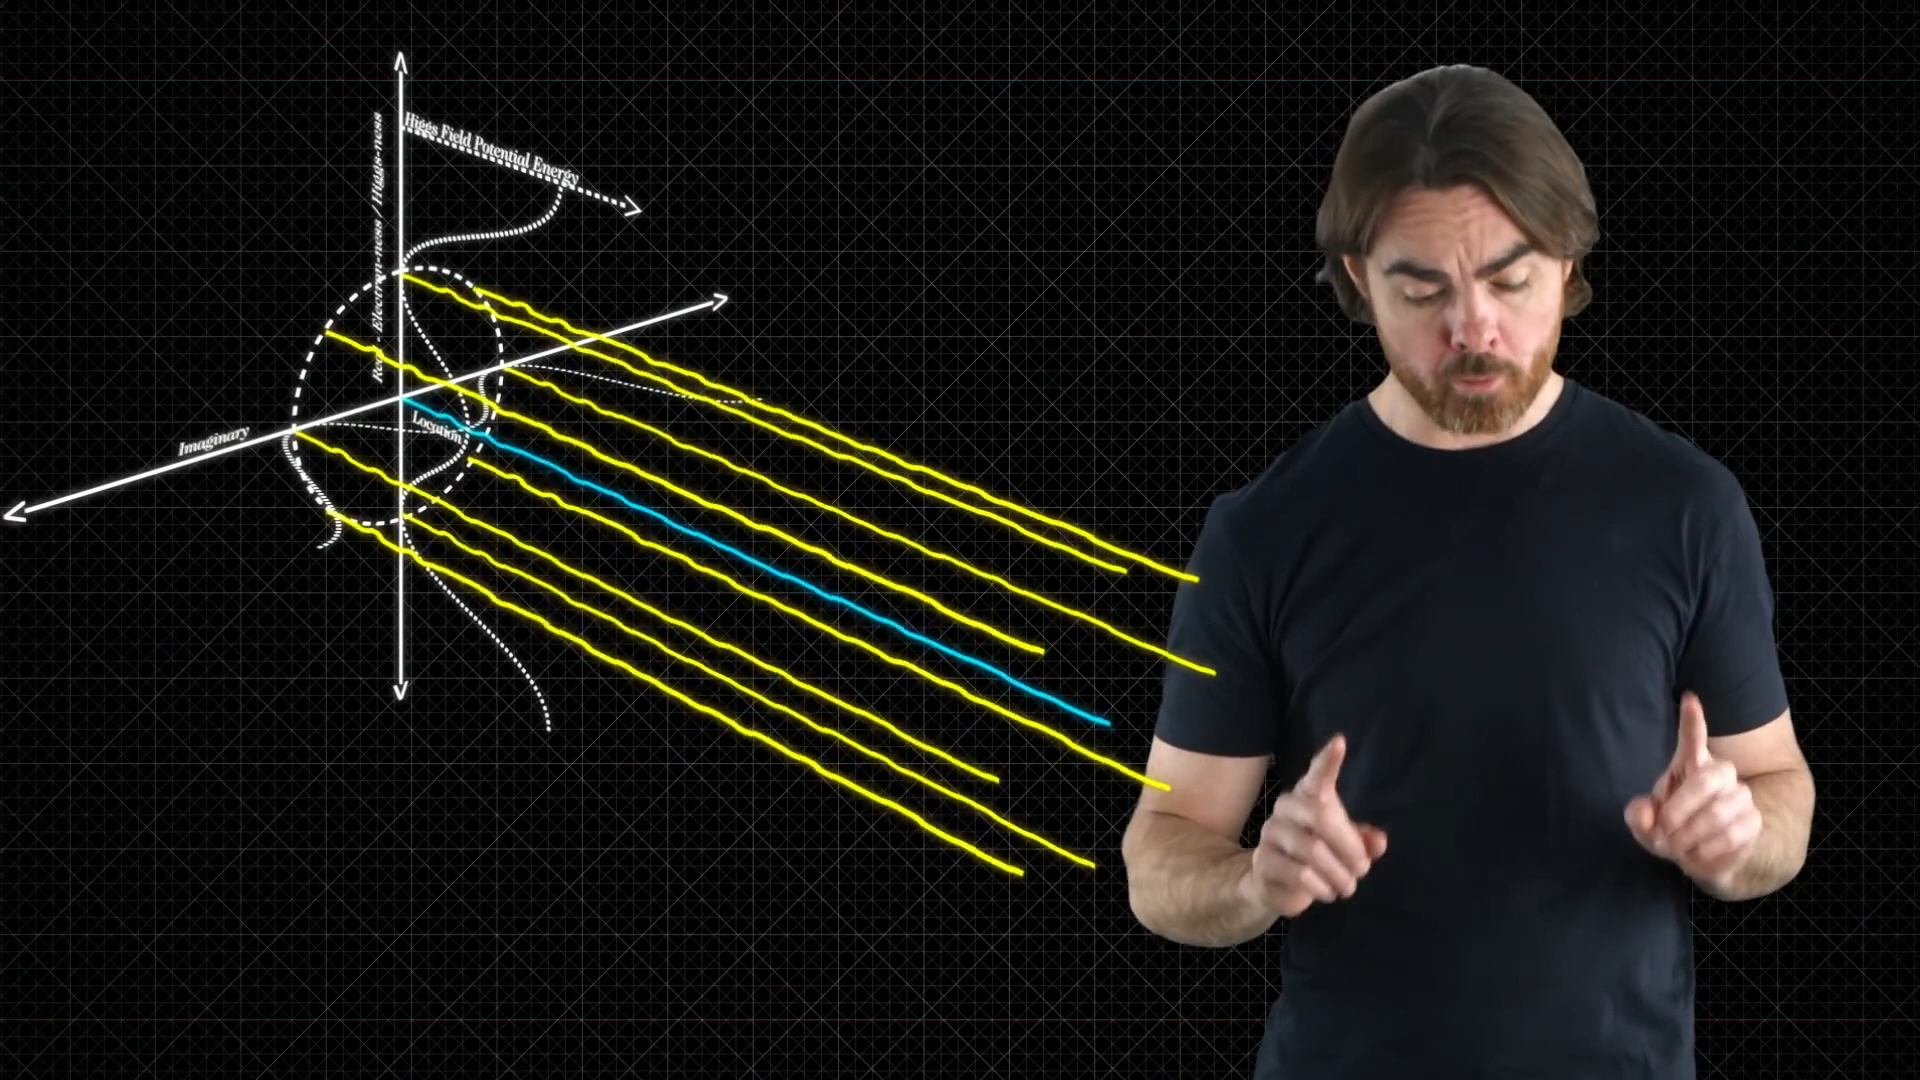 Higgs Field Potential Energy
Real - Electron-ness / Higgs-ness
Imaginary
Location